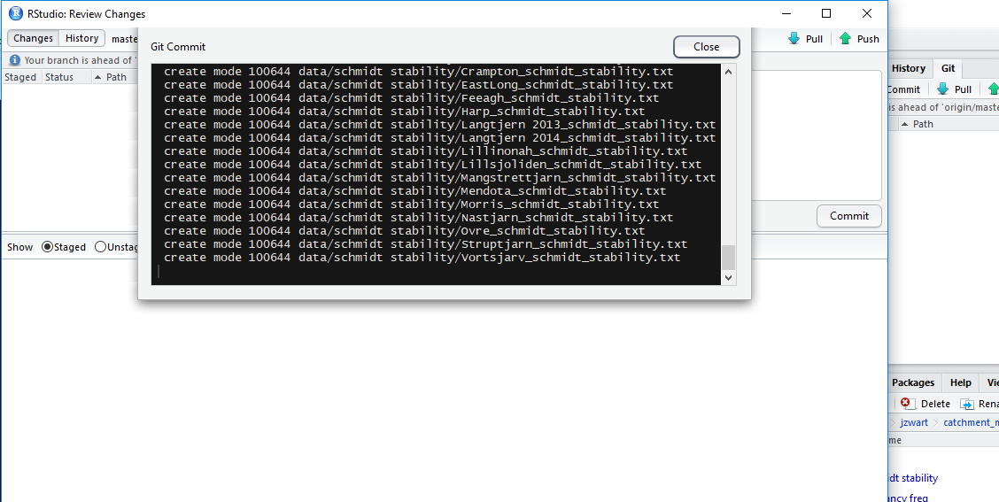 RStudio: Review Changes
Changes History maste
Pull Push
Your branch is ahead of '
Staged Status Path
Git Commit
Close
create mode 100644 data/schmidt stability/Crampton_schmidt_stability.txt
create mode 100644 data/schmidt stability/EastLong_schmidt_stability.txt
create mode 100644 data/schmidt stability/Feeagh_schmidt_stability.txt
create mode 100644 data/schmidt stability/Harp_schmidt_stability.txt
create mode 100644 data/schmidt stability/Langtjern 2013_schmidt_stability.txt
create mode 100644 data/schmidt stability/Langtjern 2014_schmidt_stability.txt
create mode 100644 data/schmidt stability/Lillinonah_schmidt_stability.txt
create mode 100644 data/schmidt stability/Lillsjoliden_schmidt_stability.txt
create mode 100644 data/schmidt stability/Mangstrettjarn_schmidt_stability.txt
create mode 100644 data/schmidt stability/Mendota_schmidt_stability.txt
create mode 100644 data/schmidt stability/Morris_schmidt_stability.txt
create mode 100644 data/schmidt stability/Nastjarn_schmidt_stability.txt
create mode 100644 data/schmidt stability/Ovre_schmidt_stability.txt
create mode 100644 data/schmidt stability/Struptjarn_schmidt_stability.txt
create mode 100644 data/schmidt stability/Vortsjarv_schmidt_stability.txt
Commit
Show Staged Unstag
History Git
Commit Pull
is ahead of 'origin/maste
Path
Packages Help Vie
Delete Rena
jzwart catchment_m
me
dt stability
ancy freq